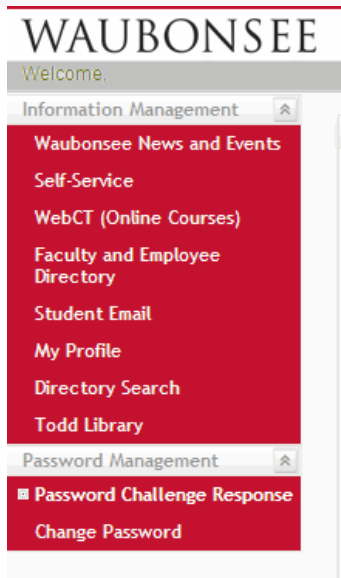 WAUBONSEE
Welcome,
Information Management
Waubonsee News and Events
Self-Service
WebCT (Online Courses)
Faculty and Employee
Directory
Student Email
My Profile
Directory Search
Todd Library
Password Management
Password Challenge Response
Change Password